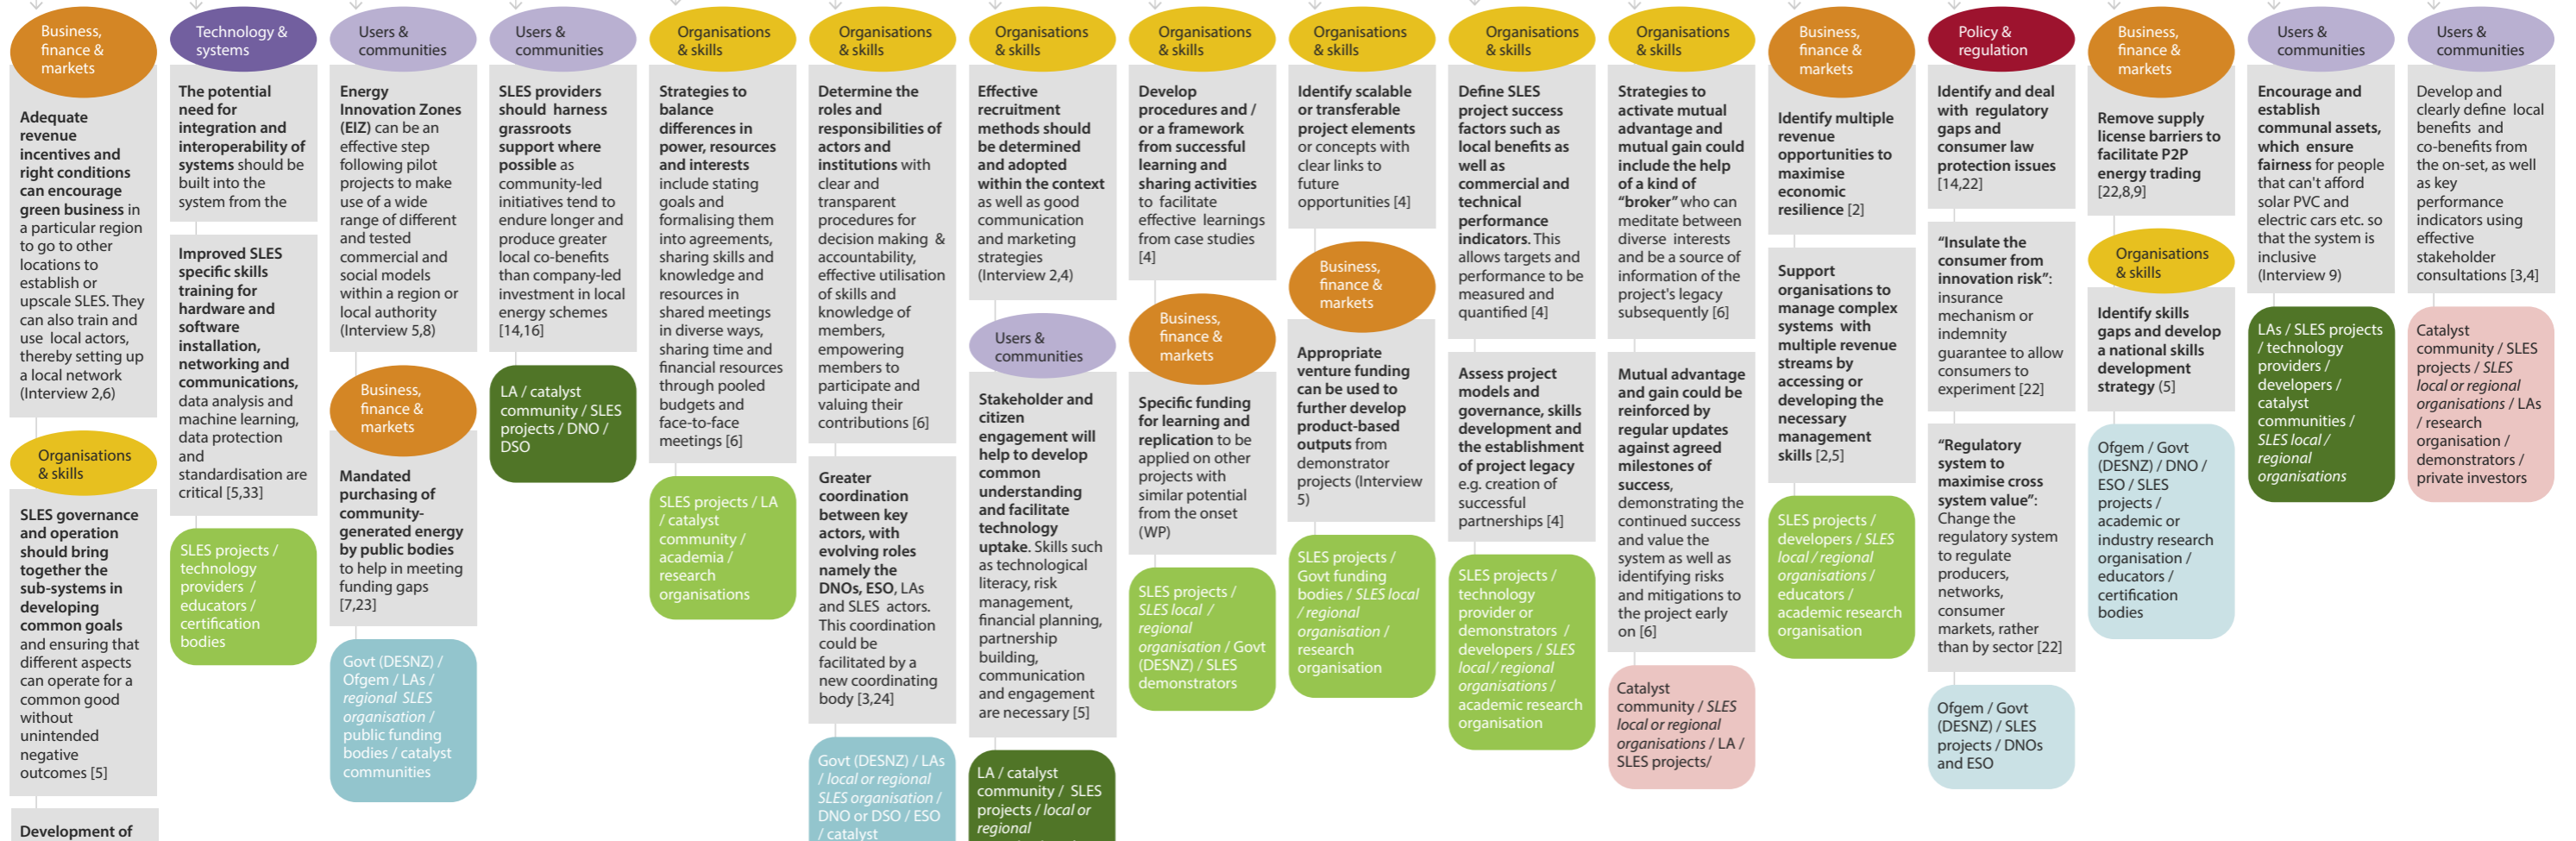 Business,
finance &
markets
Adequate
revenue
incentives and
right conditions
can encourage
green business in
a particular region
to go to other
locations to
establish or
upscale SLES. They
can also train and
use local actors,
thereby setting up
a local network
(Interview 2,6)
Organisations
& skills
SLES governance
and operation
should bring
together the
sub-systems in
developing
common goals
and ensuring that
different aspects
can operate for a
common good
without
unintended
negative
outcomes [5]
Development of
Technology &
systems
The potential
need for
integration and
interoperability of
systems should be
built into the
system from the
Improved SLES
specific skills
training for
hardware and
software
installation,
networking and
communications,
data analysis and
machine learning,
data protection
and
standardisation are
critical [5,33]
SLES projects /
technology
providers /
educators /
certification
bodies
Users &
communities
Energy
Innovation Zones
(EIZ) can be an
effective step
following pilot
projects to make
use of a wide
range of different
and tested
commercial and
social models
within a region or
local authority
(Interview 5,8)
Business,
finance &
markets
Mandated
purchasing of
community-
generated energy
by public bodies
to help in meeting
funding gaps
[7,23]
Govt (DESNZ) /
Ofgem / LAs /
regional SLES
organisation /
public funding
bodies / catalyst
communities
Users &
communities
SLES providers
should harness
grassroots
support where
possible as
community-led
initiatives tend to
endure longer and
produce greater
local co-benefits
than company-led
investment in local
energy schemes
[14,16]
LA / catalyst
community / SLES
projects / DNO /
DSO
Organisations
& skills
Strategies to
balance
differences in
power, resources
and interests
include stating
goals and
formalising them
into agreements,
sharing skills and
knowledge and
resources in
shared meetings
in diverse ways,
sharing time and
financial resources
through pooled
budgets and
face-to-face
meetings [6]
SLES projects / LA
/ catalyst
community /
academia /
research
organisations
Organisations
& skills
Determine the
roles and
responsibilities of
actors and
institutions with
clear and
transparent
procedures for
decision making &
accountability,
effective utilisation
of skills and
knowledge of
members,
empowering
members to
participate and
valuing their
contributions [6]
Greater
coordination
between key
actors, with
evolving roles
namely the
DNOs, ESO, LAs
and SLES actors.
This coordination
could be
facilitated by a
new coordinating
body [3,24]
Govt (DESNZ) / LAs
/ local or regional
SLES organisation /
DNO or DSO / ESO
/ catalyst
Organisations
& skills
Effective
recruitment
methods should
be determined
and adopted
within the context
as well as good
communication
and marketing
strategies
(Interview 2,4)
Users &
communities
Stakeholder and
citizen
engagement will
help to develop
common
understanding
and facilitate
technology
uptake. Skills such
as technological
literacy, risk
management,
financial planning,
partnership
building,
communication
and engagement
are necessary [5]
LA / catalyst
community / SLES
projects / local or
regional
Organisations
& skills
Develop
procedures and /
or a framework
from successful
learning and
sharing activities
to facilitate
effective learnings
from case studies
[4]
Business,
finance &
markets
Specific funding
for learning and
replication to be
applied on other
projects with
similar potential
from the onset
(WP)
SLES projects /
SLES local /
regional
organisation / Govt
(DESNZ) / SLES
demonstrators
Organisations
& skills
Identify scalable
or transferable
project elements
or concepts with
clear links to
future
opportunities [4]
Business,
finance &
markets
Appropriate
venture funding
can be used to
further develop
product-based
outputs from
demonstrator
projects (Interview
5)
SLES projects /
Govt funding
bodies / SLES local
/ regional
organisation /
research
organisation
Organisations
& skills
Define SLES
project success
factors such as
local benefits as
well as
commercial and
technical
performance
indicators. This
allows targets and
performance to be
measured and
quantified [4]
Assess project
models and
governance, skills
development and
the establishment
of project legacy
e.g. creation of
successful
partnerships [4]
SLES projects /
technology
provider or
demonstrators /
developers / SLES
local / regional
organisations /
academic research
organisation
Organisations
& skills
Strategies to
activate mutual
advantage and
mutual gain could
include the help
of a kind of
“broker” who can
meditate between
diverse interests
and be a source of
information of the
project's legacy
subsequently [6]
Mutual advantage
and gain could be
reinforced by
regular updates
against agreed
milestones of
success,
demonstrating the
continued success
and value the
system as well as
identifying risks
and mitigations to
the project early
on [6]
Catalyst
community / SLES
local or regional
organisations / LA /
SLES projects/
Business,
finance &
markets
Identify multiple
revenue
opportunities to
maximise
economic
resilience [2]
Support
organisations to
manage complex
systems with
multiple revenue
streams by
accessing or
developing the
necessary
management
skills [2,5]
SLES projects /
developers / SLES
local / regional
organisations /
educators /
academic research
organisation
Policy &
regulation
Identify and deal
with regulatory
gaps and
consumer law
protection issues
[14,22]
“Insulate the
consumer from
innovation risk”:
insurance
mechanism or
indemnity
guarantee to allow
consumers to
experiment [22]
“Regulatory
system to
maximise cross
system value”:
Change the
regulatory system
to regulate
producers,
networks,
consumer
markets, rather
than by sector [22]
Ofgem / Govt
(DESNZ) / SLES
projects / DNOs
and ESO
Business,
finance &
markets
Remove supply
license barriers to
facilitate P2P
energy trading
[22,8,9]
Organisations
& skills
Identify skills
gaps and develop
a national skills
development
strategy [5]
Ofgem / Govt
(DESNZ) / DNO /
ESO / SLES
projects /
academic or
industry research
organisation /
educators /
certification
bodies
Users &
communities
Encourage and
establish
communal assets,
which ensure
fairness for people
that can't afford
solar PVC and
electric cars etc. so
that the system is
inclusive
(Interview 9)
LAs / SLES projects
/ technology
providers /
developers /
catalyst
communities /
SLES local /
regional
organisations
Users &
communities
Develop and
clearly define local
benefits and
co-benefits from
the on-set, as well
as key
performance
indicators using
effective
stakeholder
consultations [3,4]
Catalyst
community / SLES
projects / SLES
local or regional
organisations / LAs
/ research
organisation /
demonstrators /
private investors